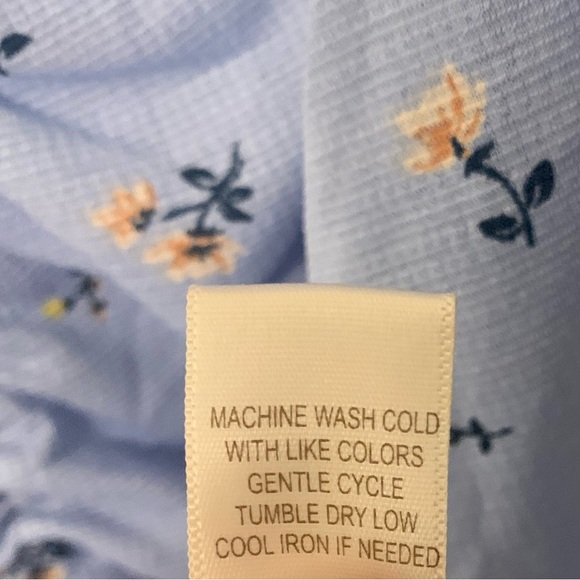 MACHINE WASH COLD
WITH LIKE COLORS
GENTLE CYCLE
TUMBLE DRY LOW
COOL IRON IF NEEDED